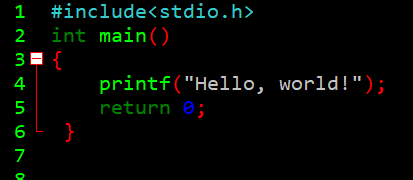 1 #include<stdio.h>
2 int main()
3 {
4     printf("Hello, world!");
5     return 0;
6  }
7
8